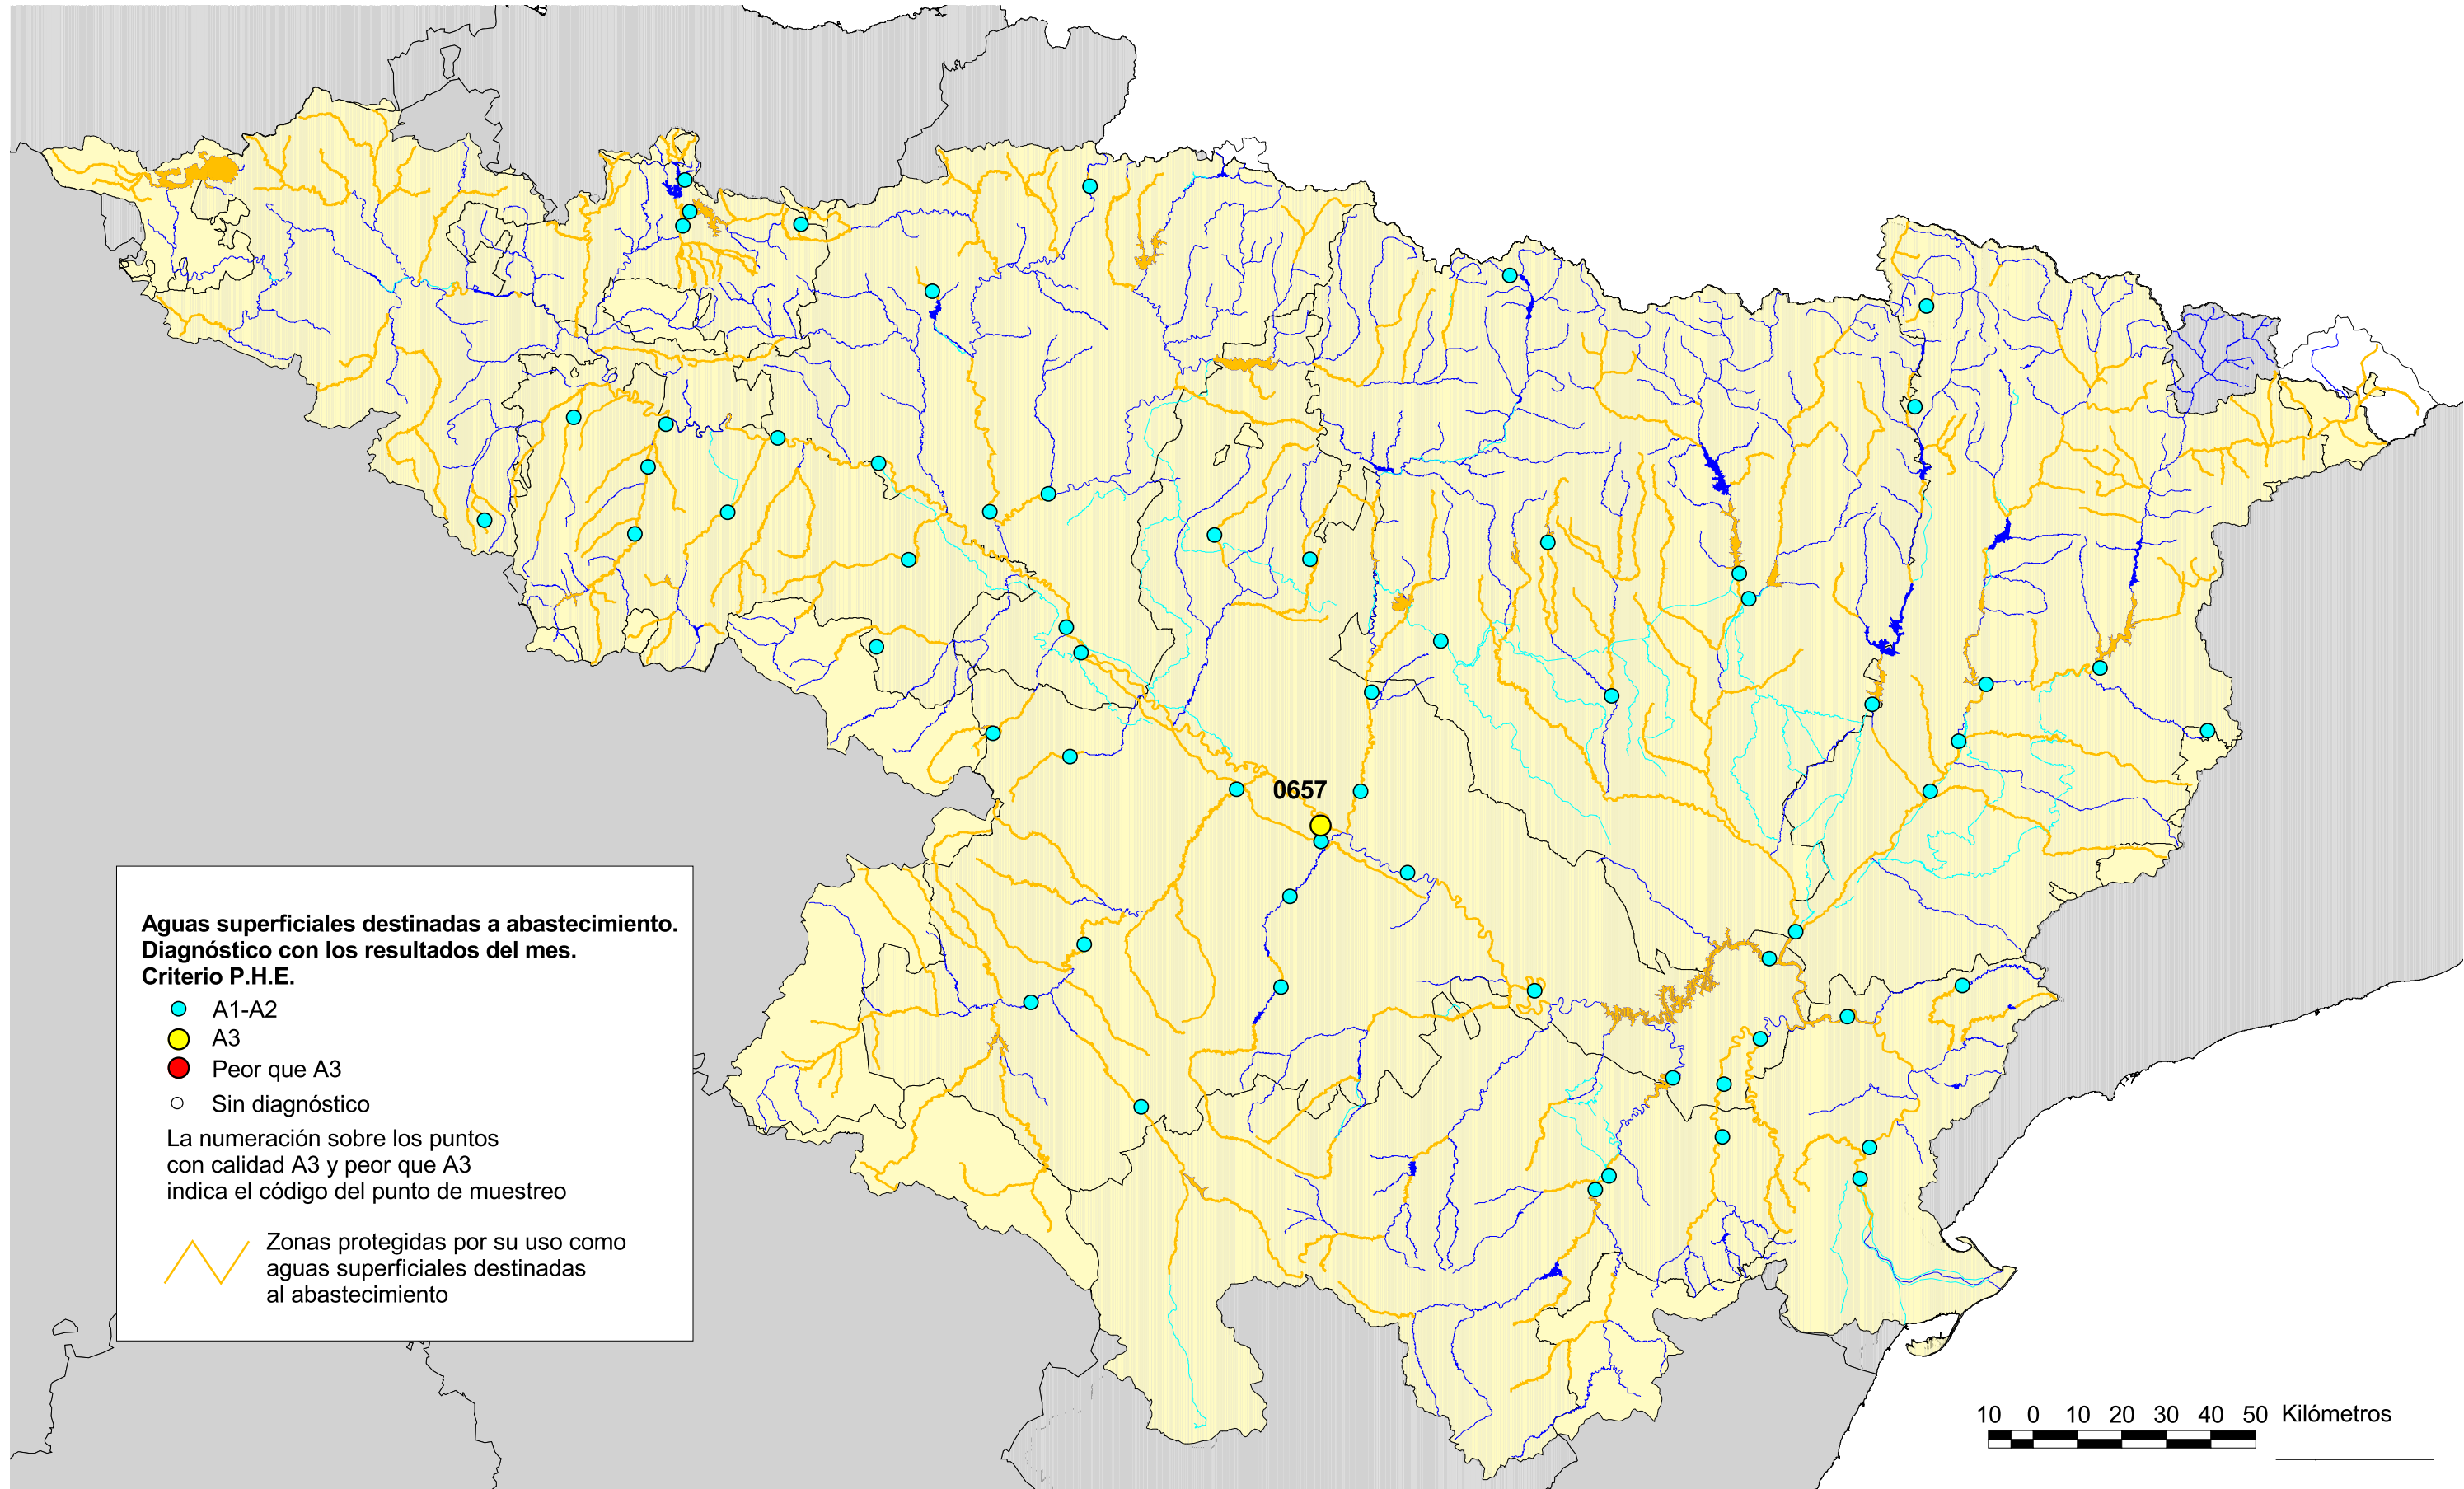 0657
Aguas superficiales destinadas a abastecimiento.
Diagnóstico con los resultados del mes.
Criterio P.H.E.
A1-A2
A3
Peor que A3
Sin diagnóstico
La numeración sobre los puntos
con calidad A3 y peor que A3
indica el código del punto de muestreo
Zonas protegidas por su uso como
aguas superficiales destinadas
al abastecimiento
10 0 10 20 30 40 50 Kilómetros